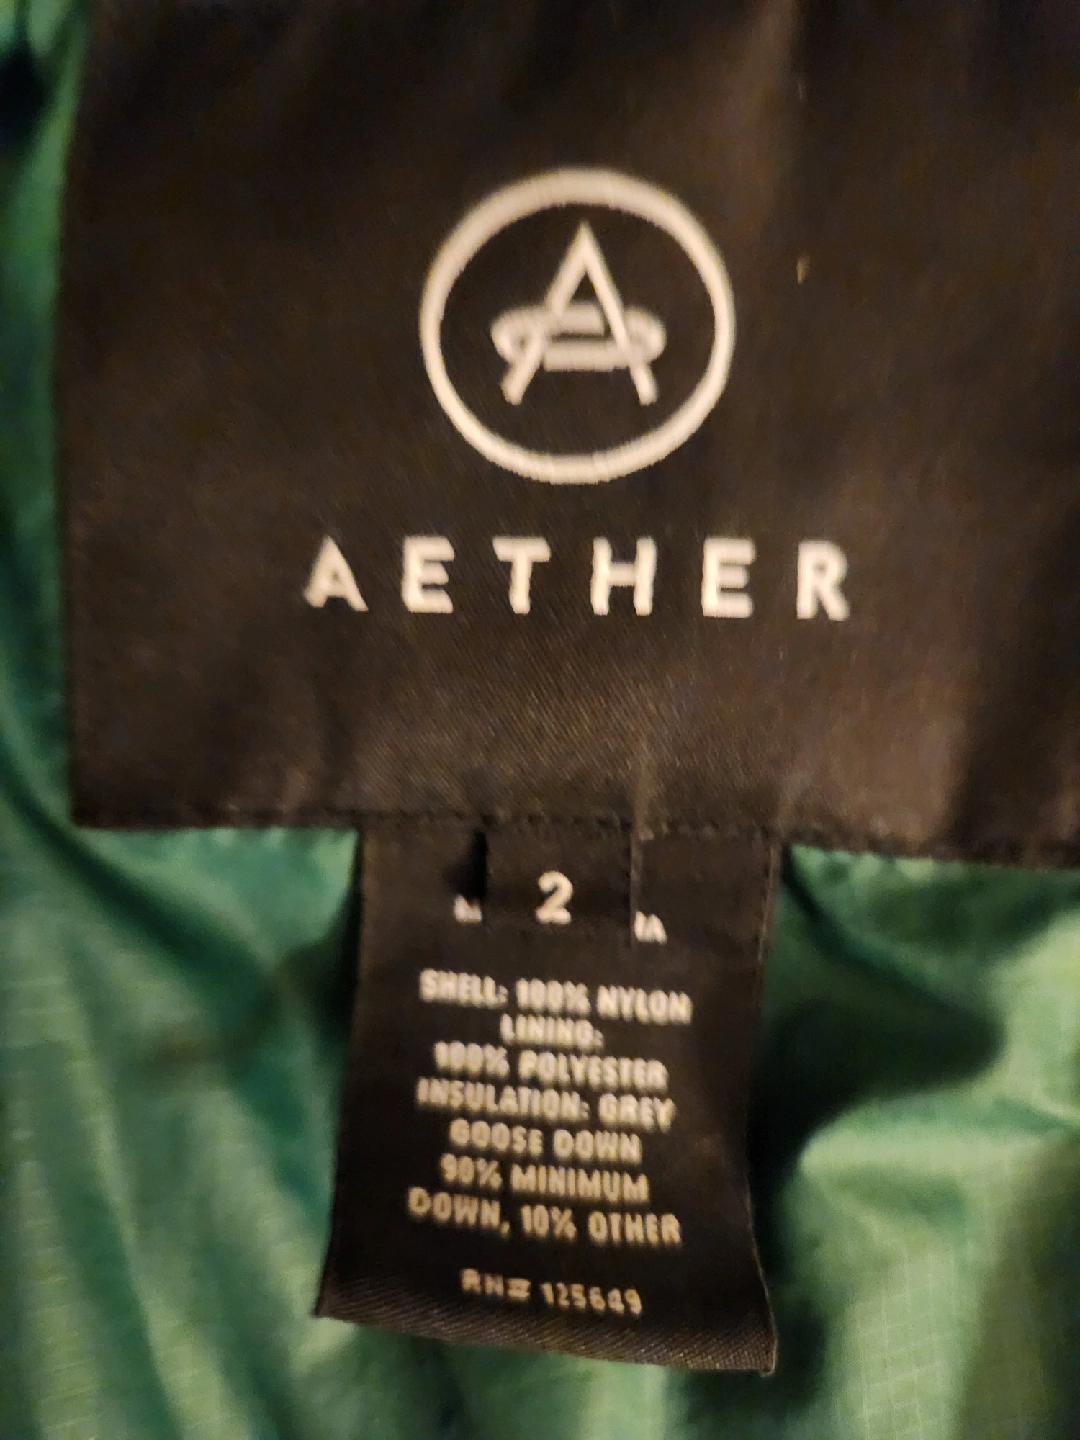 AETHER
2
SHELL: 100% NYLON
LINING:
100% POLYESTER
INSULATION: GREY
GOOSE DOWN
90% MINIMUM
DOWN, 10% OTHER
RN# 125649